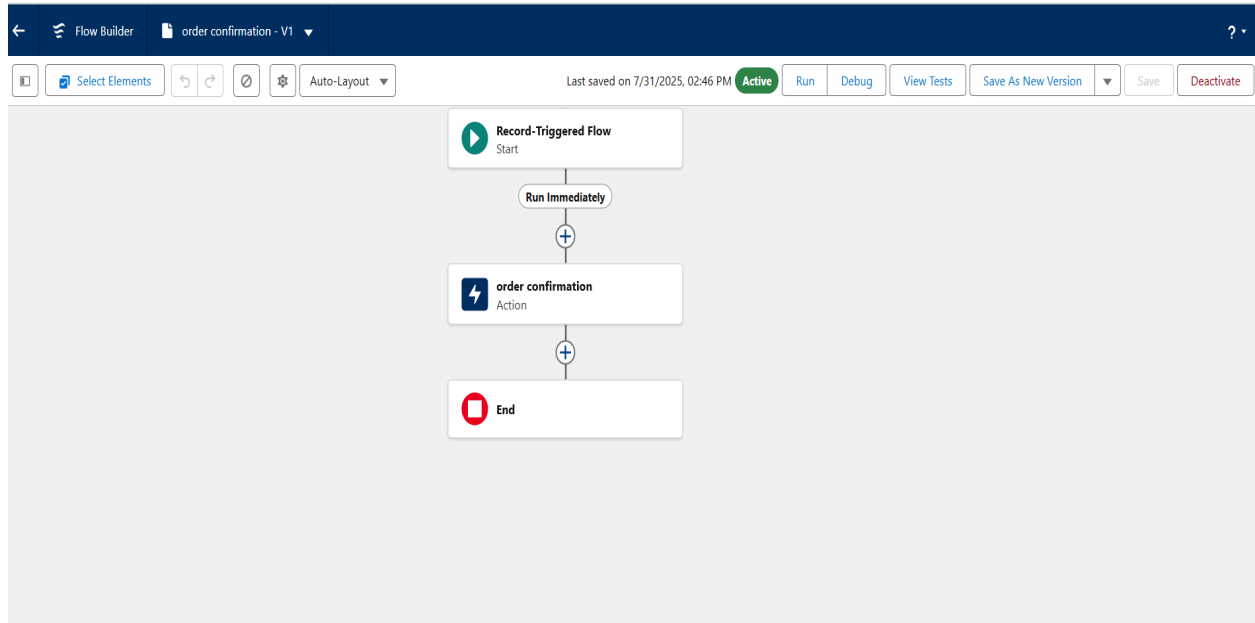 Flow Builder
order confirmation - V1
?
Select Elements
Auto-Layout
Last saved on 7/31/2025, 02:46 PM
Active
Run
Debug
View Tests
Save As New Version
Save
Deactivate
Record-Triggered Flow
Start
Run Immediately
order confirmation
Action
End